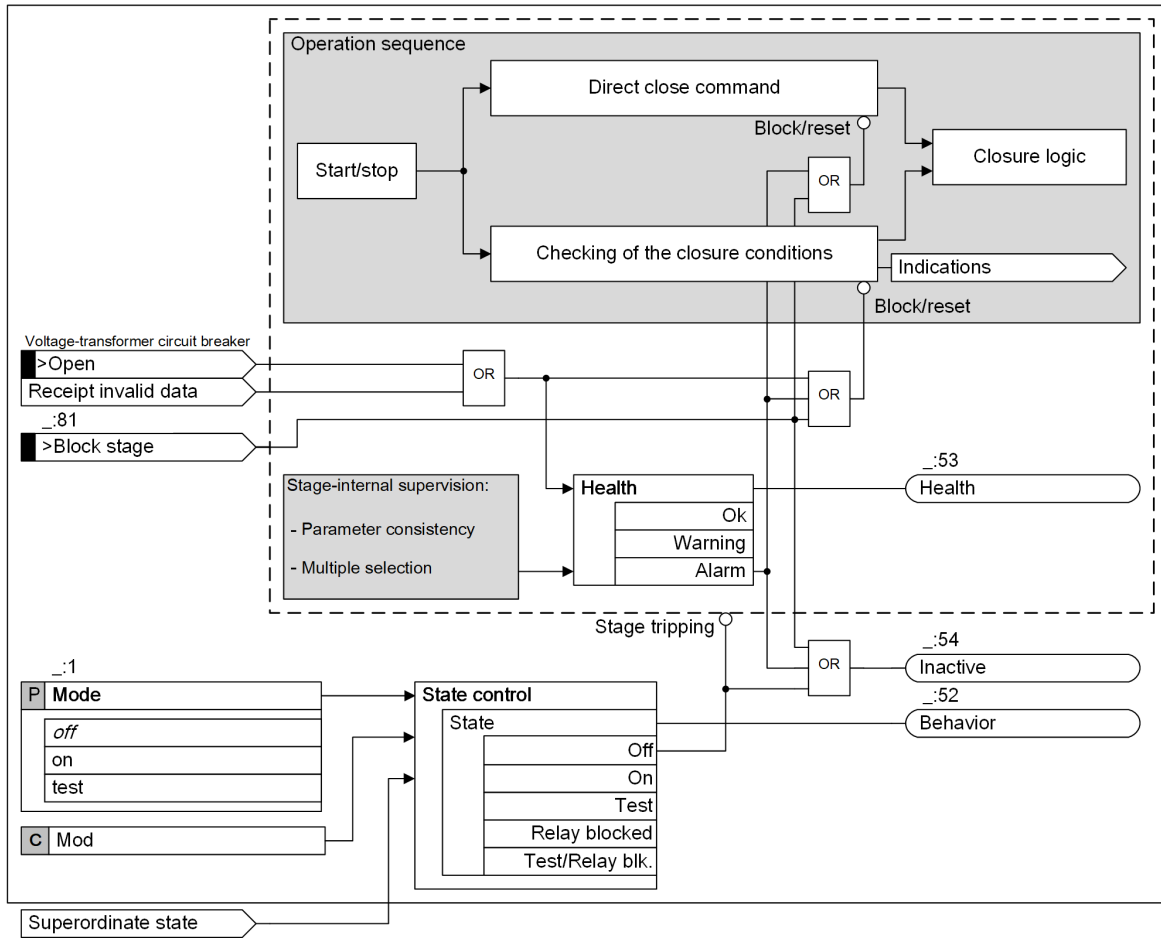 Operation sequence
Direct close command
Block/reset
Start/stop
OR
Closure logic
Checking of the closure conditions
Indications
Block/reset
Voltage-transformer circuit breaker
>Open
Receipt invalid data
OR
OR
_:81
>Block stage
Stage-internal supervision:
- Parameter consistency
- Multiple selection
Health
Ok
Warning
Alarm
_:53
Health
Stage tripping
OR
_:54
Inactive
_:52
Behavior
_:1
P Mode
off
on
test
C Mod
State control
State
Off
On
Test
Relay blocked
Test/Relay blk.
Superordinate state